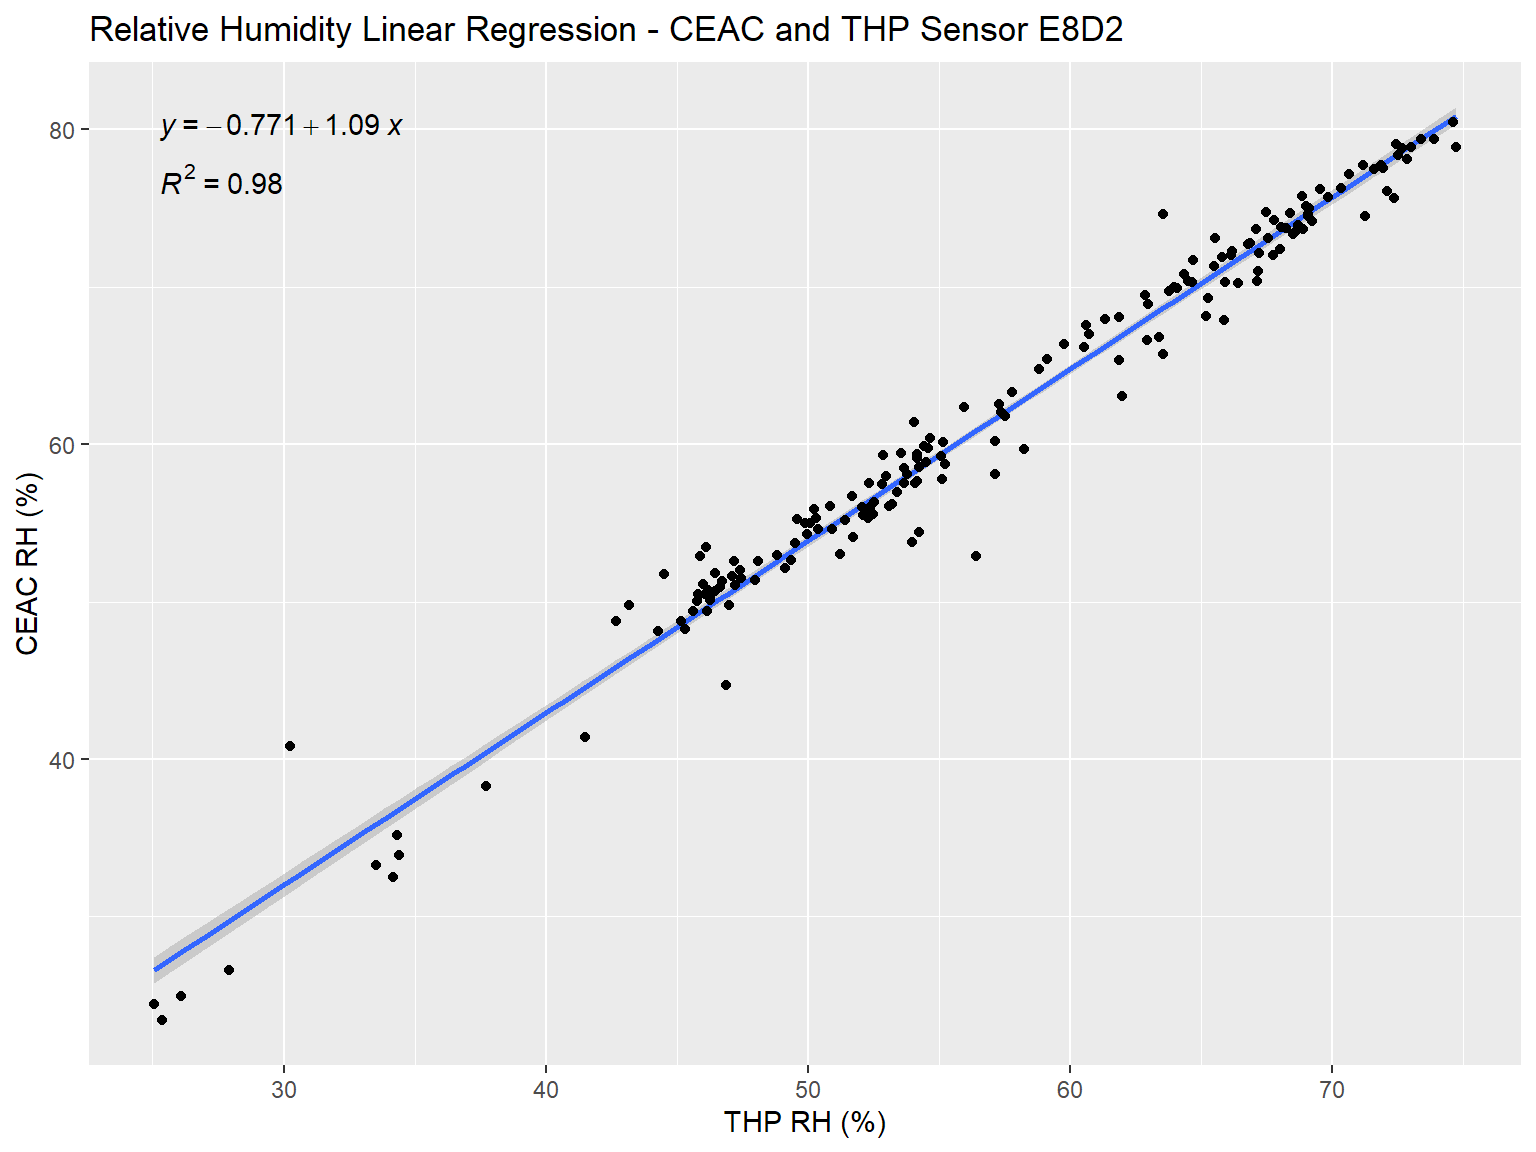 Relative Humidity Linear Regression - CEAC and THP Sensor E8D2
y = −0.771+1.09 x
R² = 0.98
80
60
40
CEAC RH (%)
30 40 50 60 70
THP RH (%)